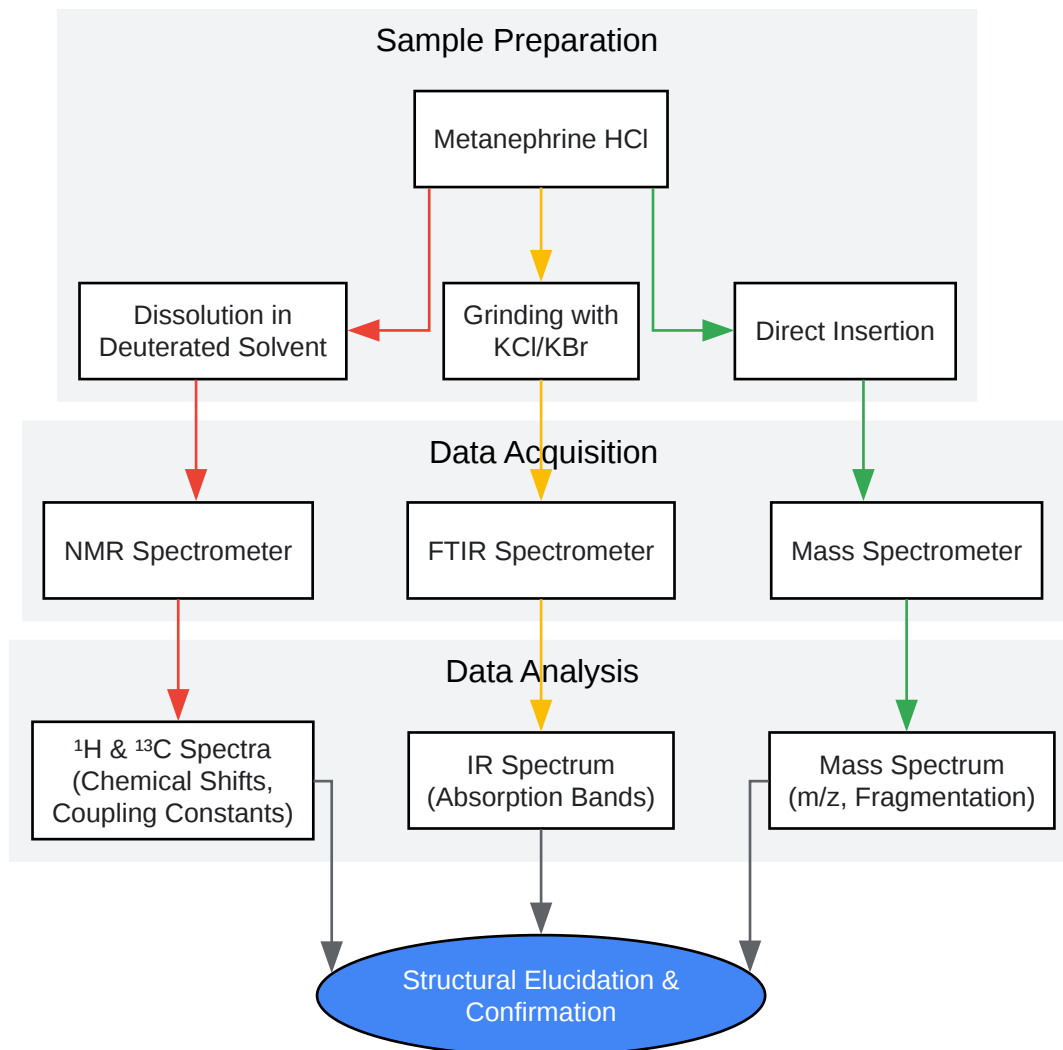 Sample Preparation
Metanephrine HCl
Dissolution in
Deuterated Solvent
Grinding with
KCl/KBr
Direct Insertion
Data Acquisition
NMR Spectrometer
FTIR Spectrometer
Mass Spectrometer
Data Analysis
¹H & ¹³C Spectra
(Chemical Shifts,
Coupling Constants)
IR Spectrum
(Absorption Bands)
Mass Spectrum
(m/z, Fragmentation)
Structural Elucidation &
Confirmation